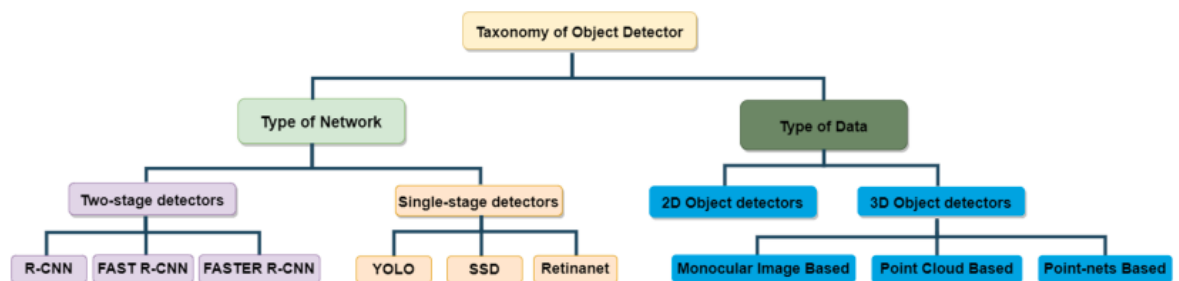 Taxonomy of Object Detector
Type of Network
Type of Data
Two-stage detectors
Single-stage detectors
2D Object detectors
3D Object detectors
R-CNN
FAST R-CNN
FASTER R-CNN
YOLO
SSD
Retinanet
Monocular Image Based
Point Cloud Based
Point-nets Based